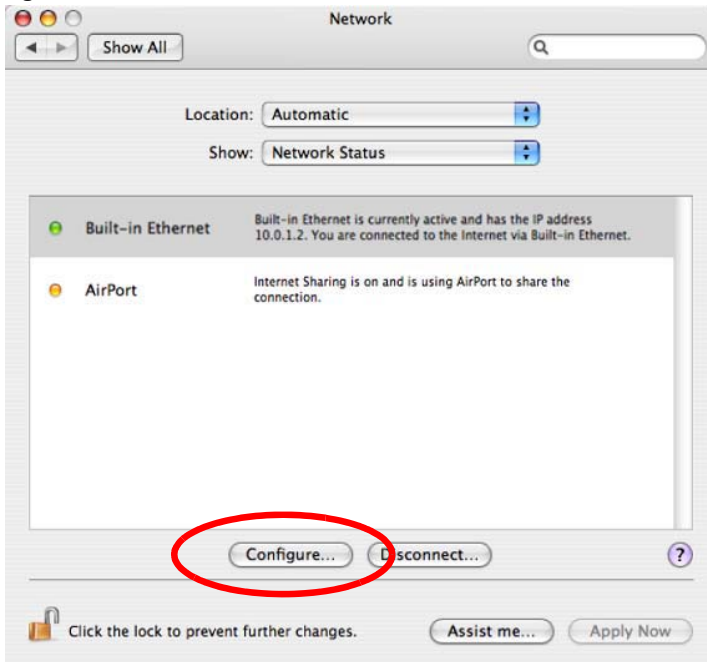 Network
Show All
Location: Automatic
Show: Network Status
Built-in Ethernet
Built-in Ethernet is currently active and has the IP address
10.0.1.2. You are connected to the Internet via Built-in Ethernet.
AirPort
Internet Sharing is on and is using AirPort to share the
connection.
Configure... Disconnect... ?
Click the lock to prevent further changes. Assist me... Apply Now